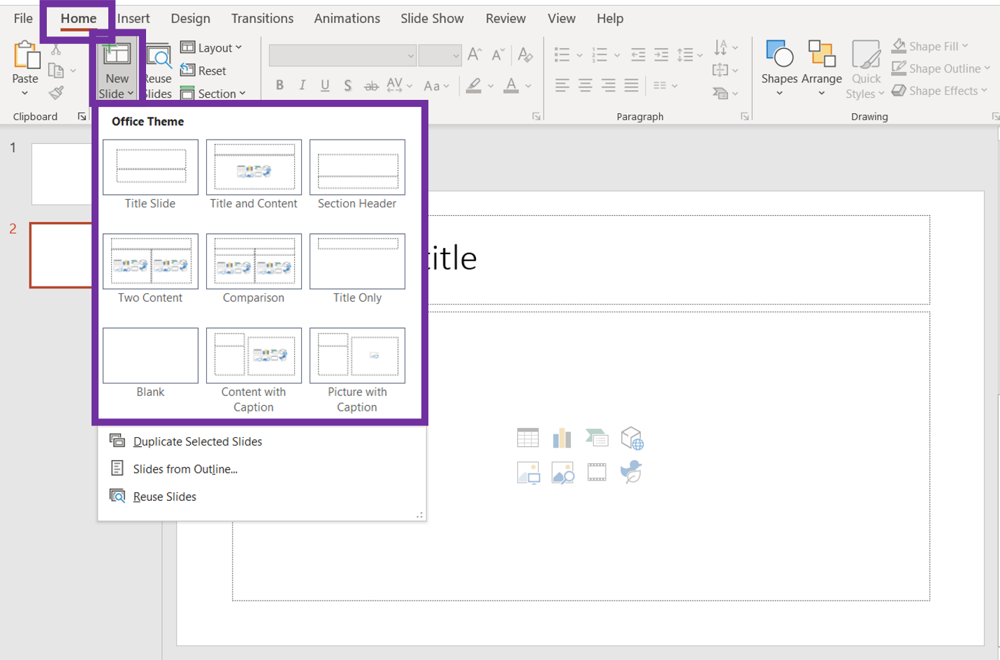 File Home Insert Design Transitions Animations Slide Show Review View Help
Paste
New
Slide
Reuse
Slides
Layout
Reset
Section
B I U S ab AV Aa A
A A A
Shapes Arrange Quick
Styles
Shape Fill
Shape Outline
Shape Effects
Clipboard Paragraph Drawing
Office Theme
Title Slide Title and Content Section Header
Two Content Comparison Title Only
Blank Content with
Caption Picture with
Caption
Duplicate Selected Slides
Slides from Outline...
Reuse Slides
1
2
title